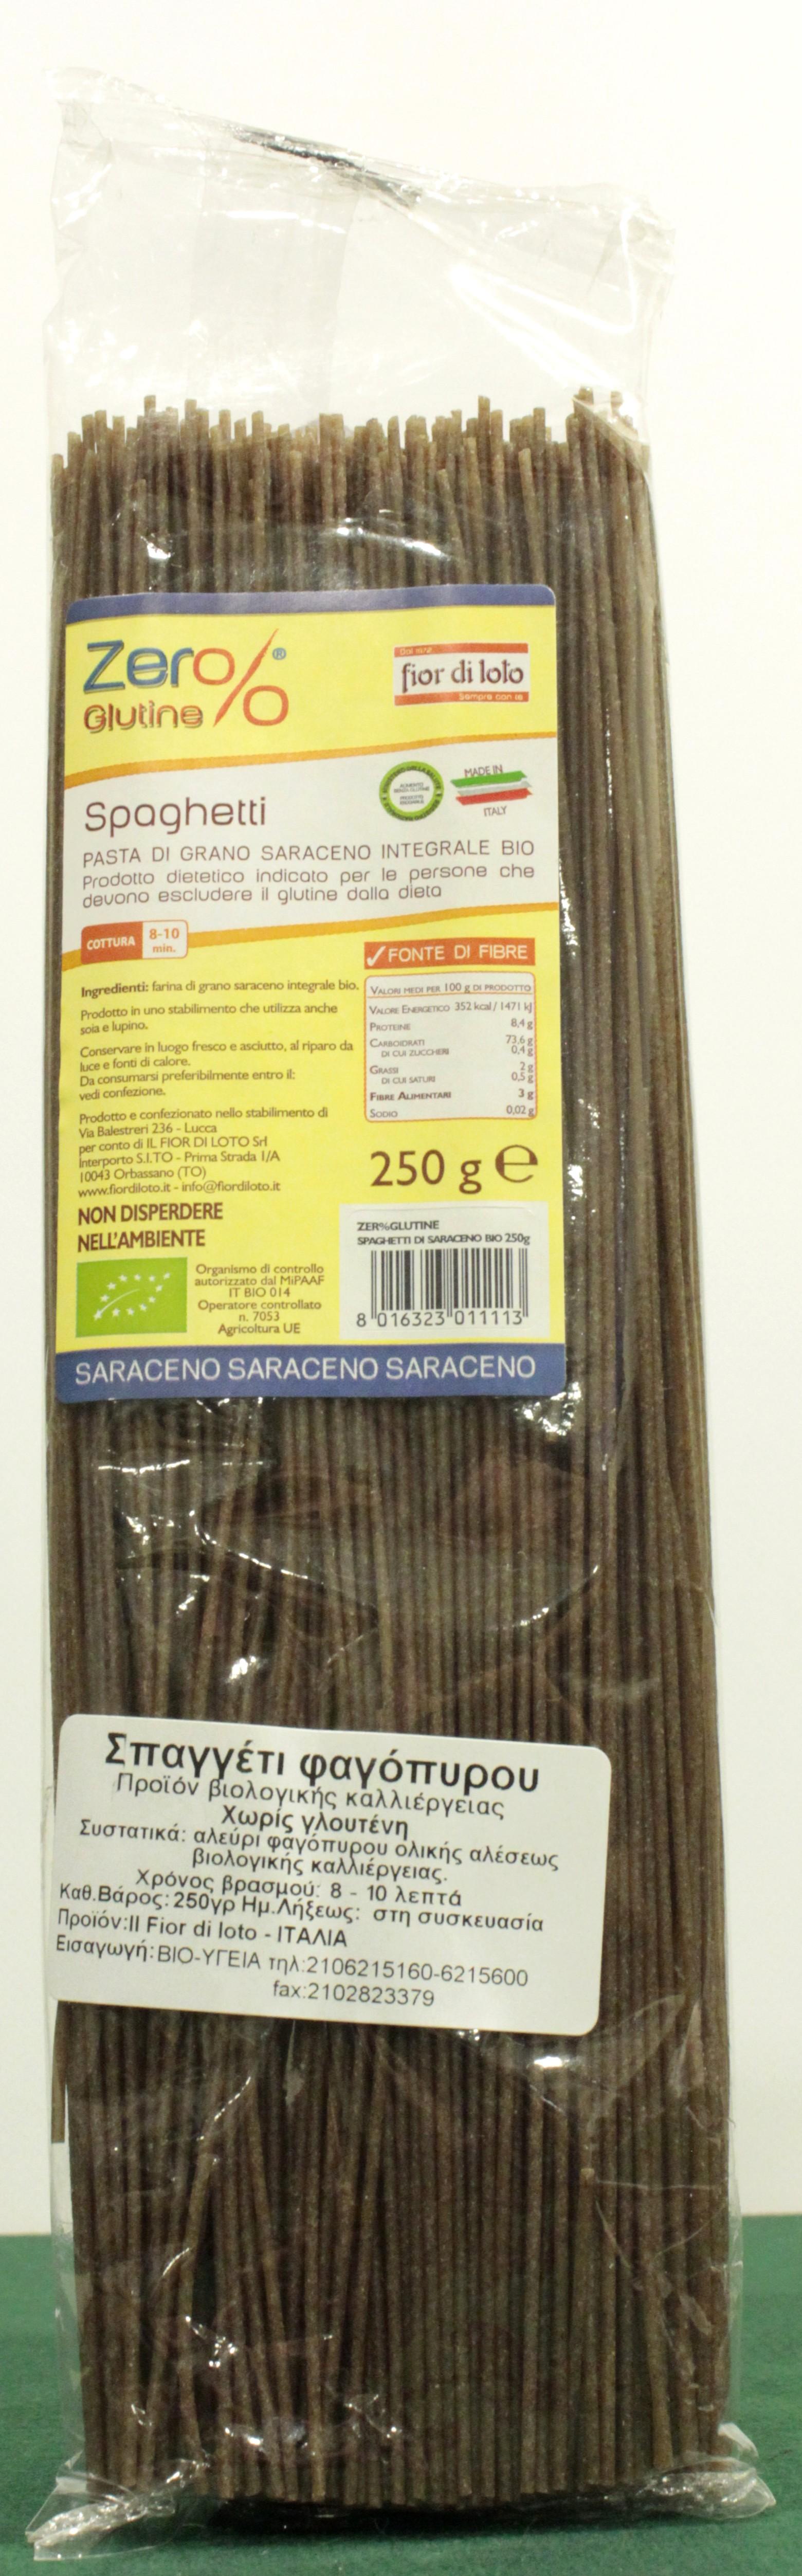 Zero%®
Glutine
Dal 1972
fior di loto
Sempre con te
MADE IN
ITALY
Spaghetti
PASTA DI GRANO SARACENO INTEGRALE BIO
Prodotto dietetico indicato per le persone che
devono escludere il glutine dalla dieta
COTTURA 8-10
min.
✓FONTE DI FIBRE
Ingredienti: farina di grano saraceno integrale bio.
Prodotto in uno stabilimento che utilizza anche
soia e lupino.
Conservare in luogo fresco e asciutto, al riparo da
luce e fonti di calore.
Da consumarsi preferibilmente entro il:
vedi confezione.
Prodotto e confezionato nello stabilimento di
Via Balestreri 236 - Lucca
per conto di IL FIOR DI LOTO Srl
Interporto S.I.TO - Prima Strada 1/A
10043 Orbassano (TO)
www.fiordiloto.it - info@fiordiloto.it
NON DISPERDERE
NELL'AMBIENTE
VALORI MEDI PER 100 g DI PRODOTTO
VALORE ENERGETICO 352 kcal / 1471 kJ
PROTEINE 8,4 g
CARBOIDRATI 73,6 g
DI CUI ZUCCHERI 0,4 g
GRASSI 2 g
DI CUI SATURI 0,5 g
FIBRE ALIMENTARI 3 g
SODIO 0,02 g
250 g ℮
Organismo di controllo
autorizzato dal MiPAAF
IT BIO 014
Operatore controllato
n. 7053
Agricoltura UE
ZER%GLUTINE
SPAGHETTI DI SARACENO BIO 250g
8 016323 011113
SARACENO SARACENO SARACENO
Σπαγγέτι φαγόπυρου
Προϊόν βιολογικής καλλιέργειας
Χωρίς γλουτένη
Συστατικά: αλεύρι φαγόπυρου ολικής αλέσεως
βιολογικής καλλιέργειας.
Χρόνος βρασμού: 8 - 10 λεπτά
Καθ.Βάρος: 250γρ Ημ.Λήξεως: στη συσκευασία
Προϊόν:Il Fior di loto - ΙΤΑΛΙΑ
Εισαγωγή:ΒΙΟ-ΥΓΕΙΑ τηλ:2106215160-6215600
fax:2102823379